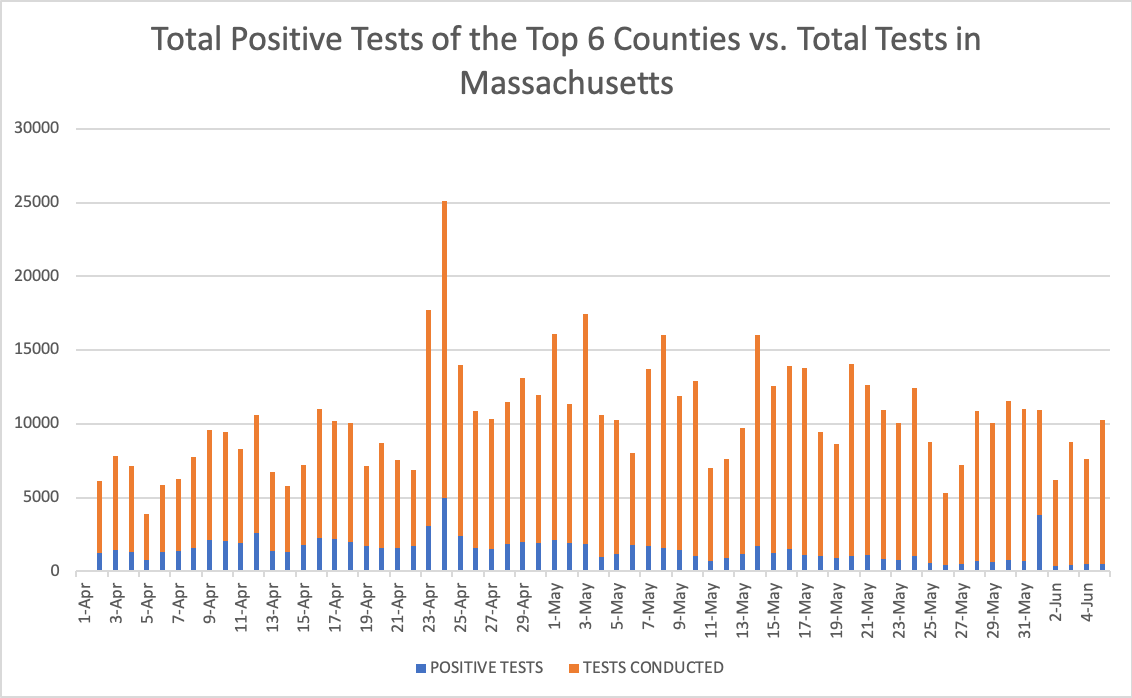 Total Positive Tests of the Top 6 Counties vs. Total Tests in
Massachusetts
30000
25000
20000
15000
10000
5000
0
1-Apr
3-Apr
5-Apr
7-Apr
9-Apr
11-Apr
13-Apr
15-Apr
17-Apr
19-Apr
21-Apr
23-Apr
25-Apr
27-Apr
29-Apr
1-May
3-May
5-May
7-May
9-May
11-May
13-May
15-May
17-May
19-May
21-May
23-May
25-May
27-May
29-May
31-May
2-Jun
4-Jun
POSITIVE TESTS TESTS CONDUCTED